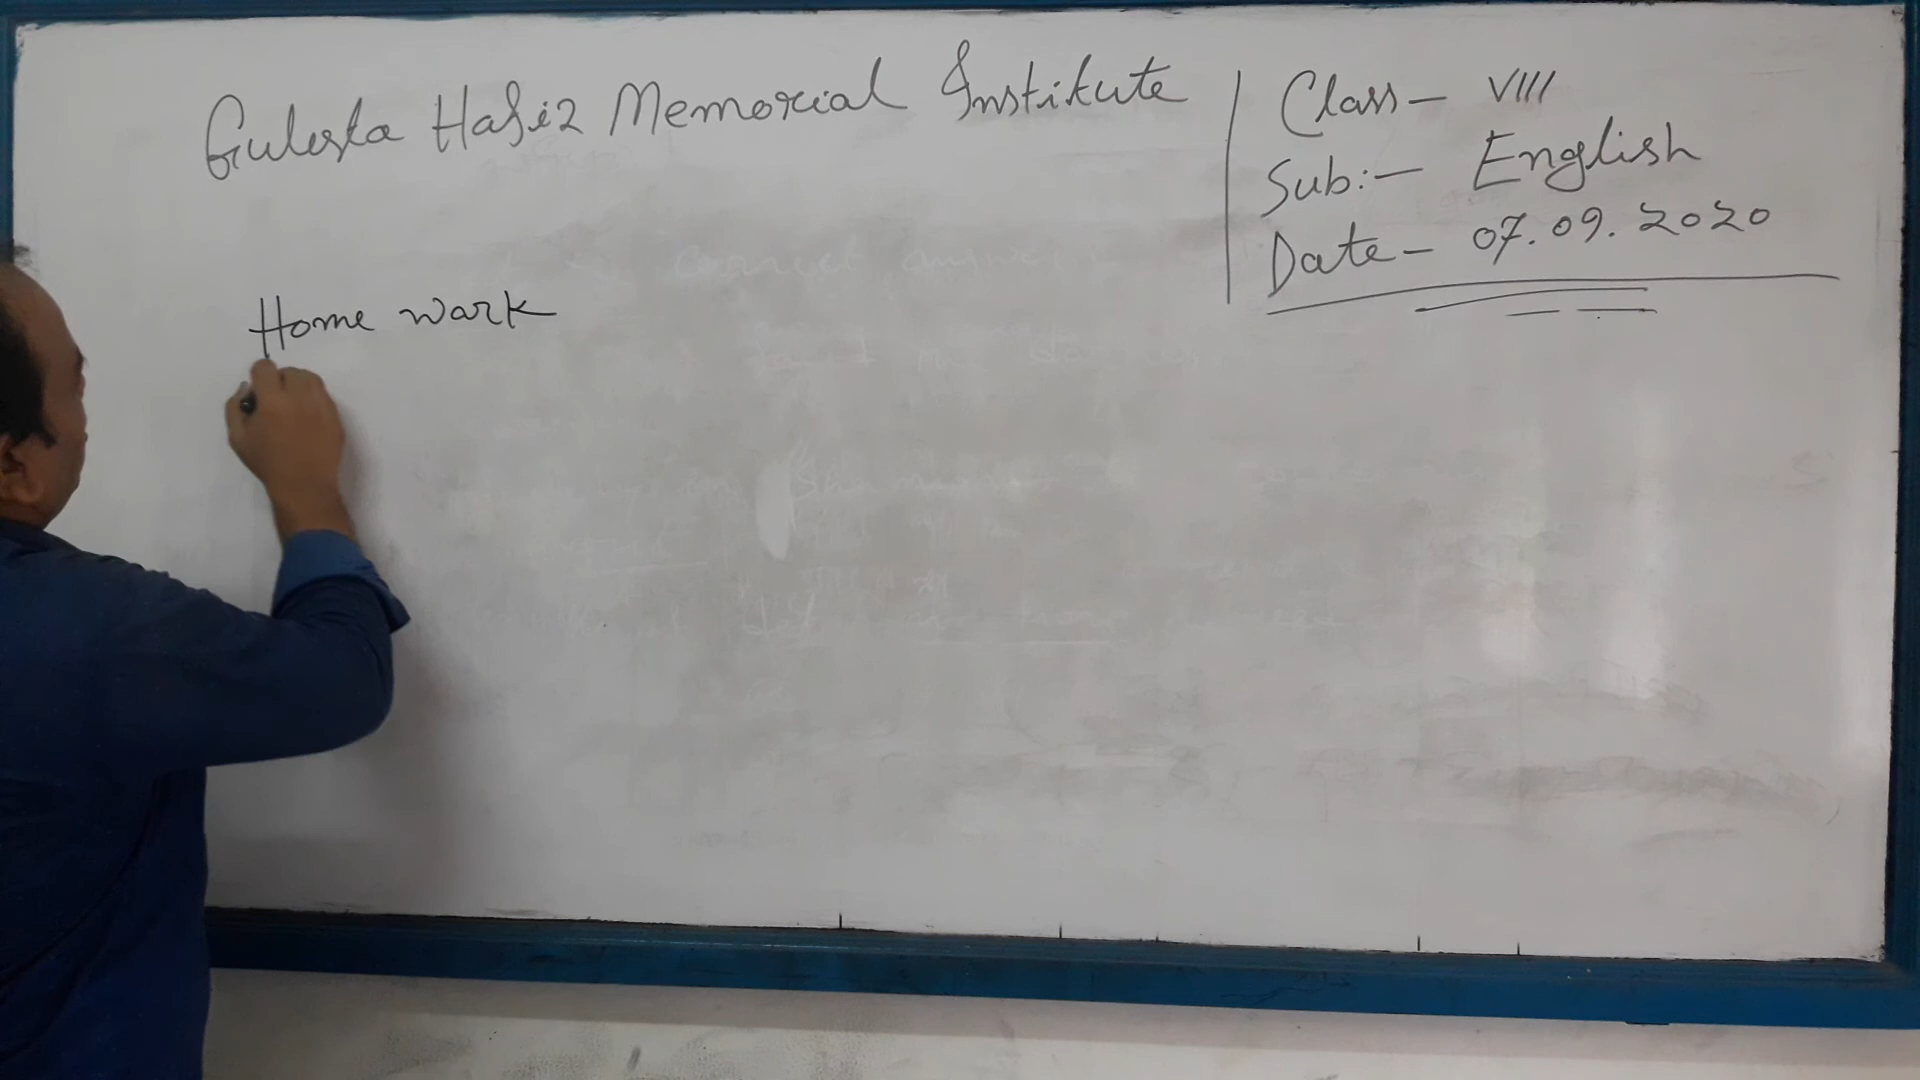 Gulesta Hafiz Memorial Institute
Class - VIII
Sub:- English
Date - 07.09.2020
Home wark